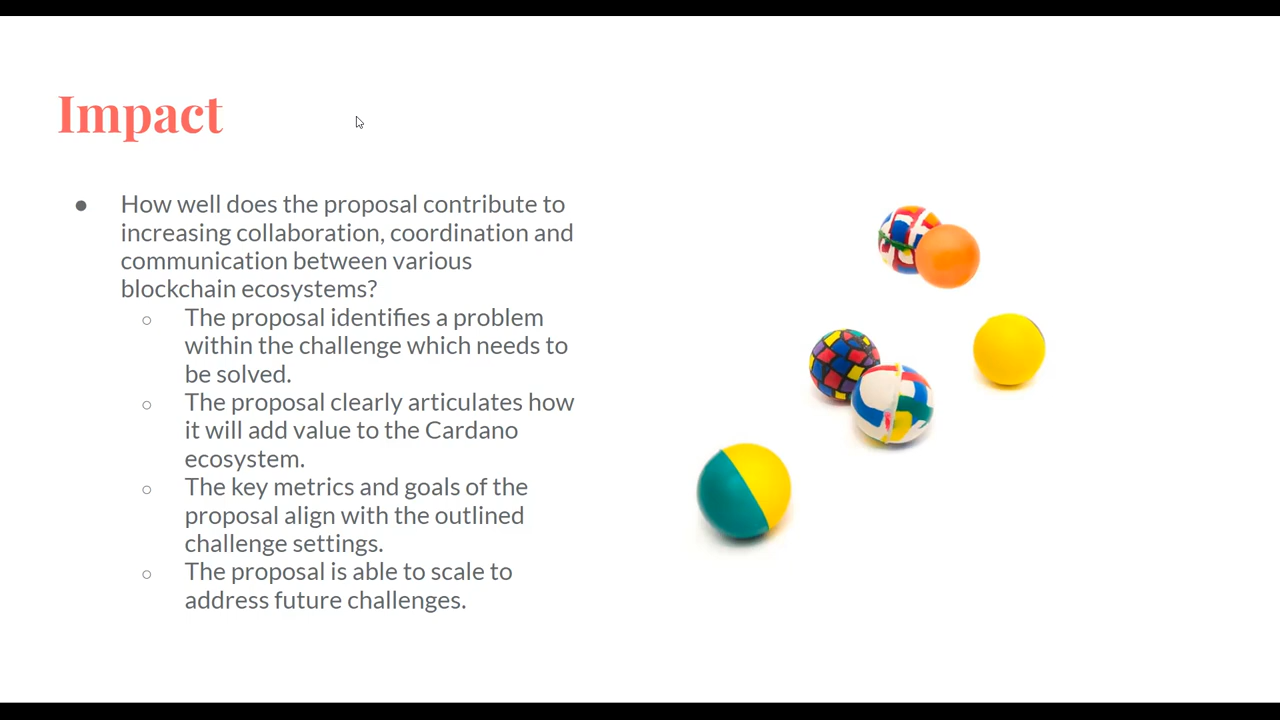 Impact
● How well does the proposal contribute to
increasing collaboration, coordination and
communication between various
blockchain ecosystems?
○ The proposal identifies a problem
within the challenge which needs to
be solved.
○ The proposal clearly articulates how
it will add value to the Cardano
ecosystem.
○ The key metrics and goals of the
proposal align with the outlined
challenge settings.
○ The proposal is able to scale to
address future challenges.